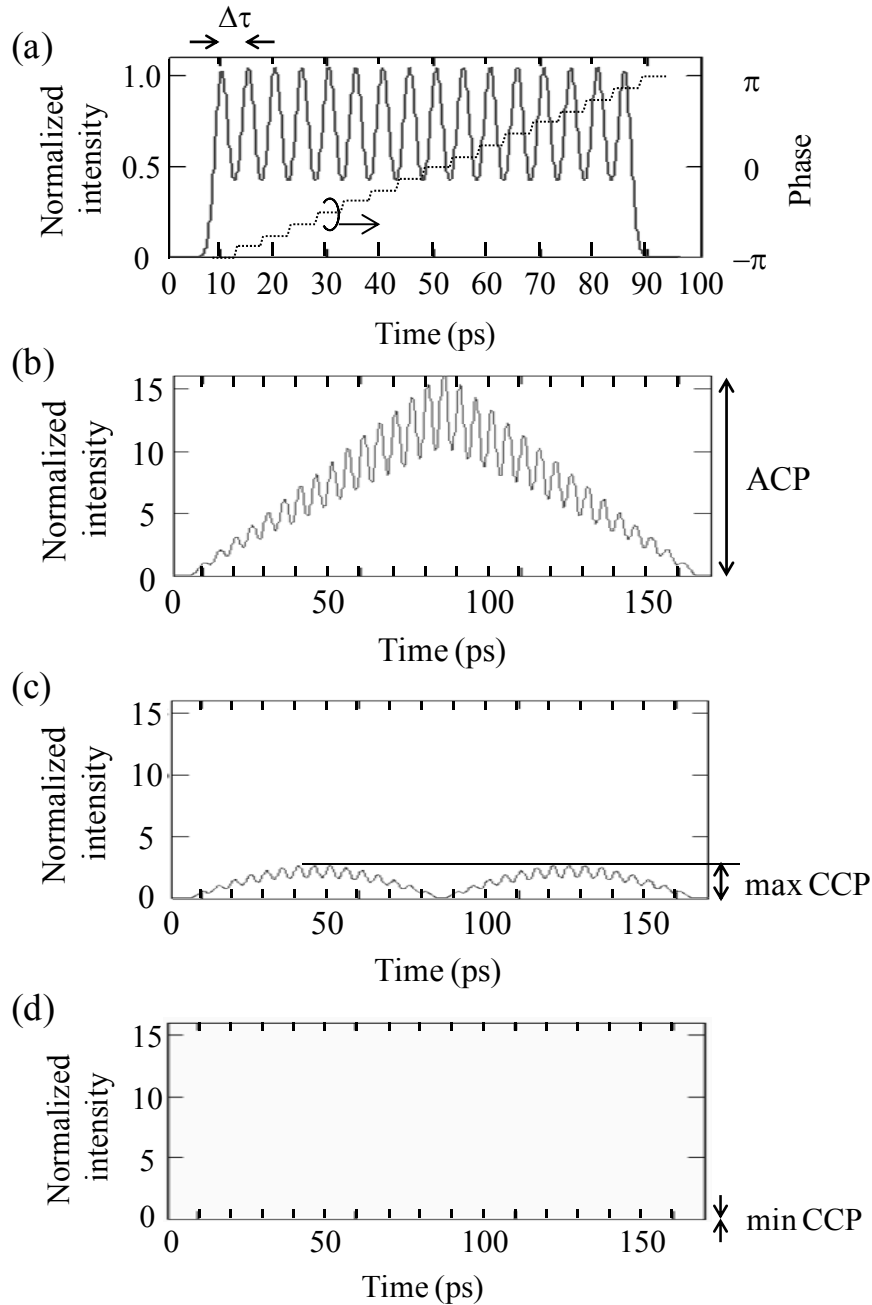 (a)
Δτ
Normalized
intensity
1.0
0.5
0
π
0
−π
Phase
0 10 20 30 40 50 60 70 80 90 100
Time (ps)
(b)
Normalized
intensity
15
10
5
0
ACP
0 50 100 150
Time (ps)
(c)
Normalized
intensity
15
10
5
0
max CCP
0 50 100 150
Time (ps)
(d)
Normalized
intensity
15
10
5
0
min CCP
0 50 100 150
Time (ps)